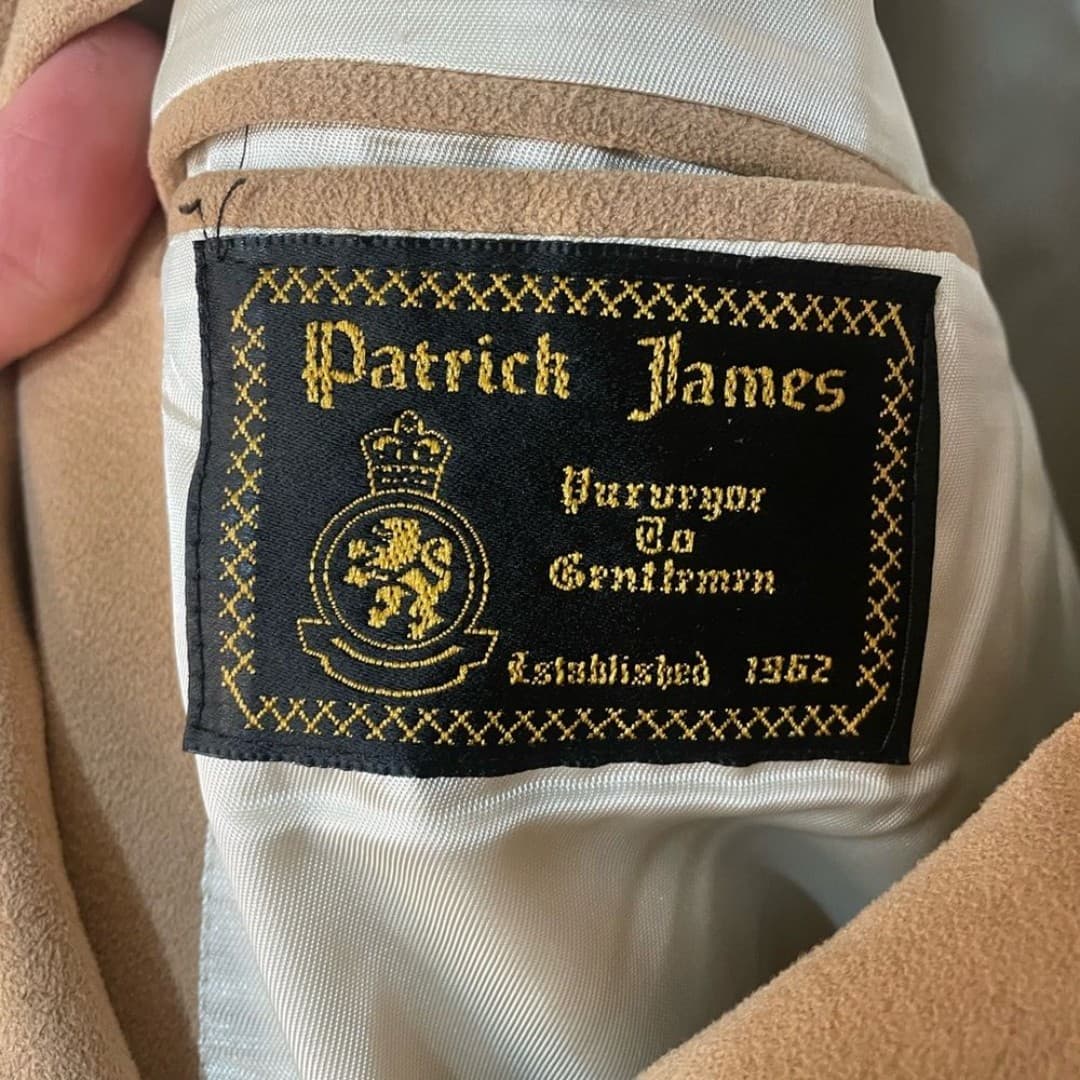 Patrick James
Purveyor
To
Gentlemen
Established 1962